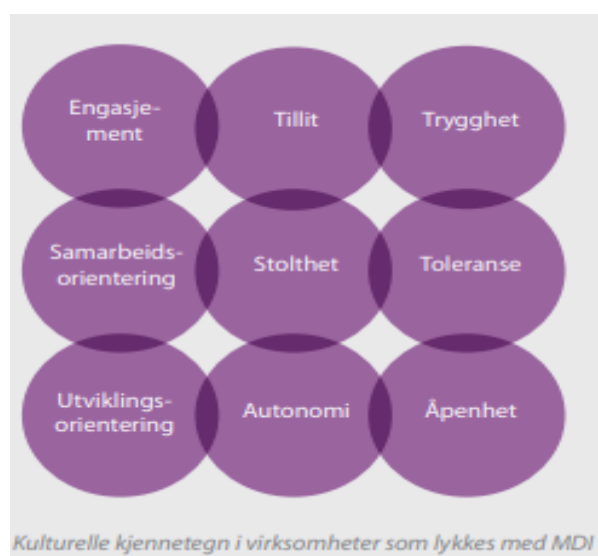 Engasje-
ment
Tillit
Trygghet
Samarbeids-
orientering
Stolthet
Toleranse
Utviklings-
orientering
Autonomi
Åpenhet
Kulturelle kjennetegn i virksomheter som lykkes med MDI